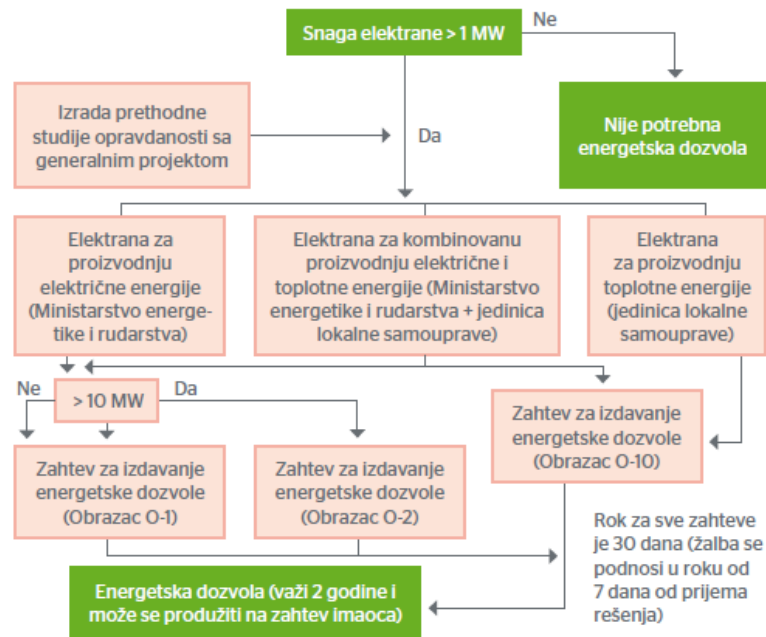 Snaga elektrane > 1 MW
Ne
Izrada prethodne
studije opravdanosti sa
generalnim projektom
Da
Nije potrebna
energetska dozvola
Elektrana za
proizvodnju
električne energije
(Ministarstvo energe-
tike i rudarstva)
Elektrana za kombinovanu
proizvodnju električne i
toplotne energije (Ministarstvo
energetike i rudarstva + jedinica
lokalne samouprave)
Elektrana
za proizvodnju
toplotne energije
(jedinica lokalne
samouprave)
Ne
> 10 MW
Da
Zahtev za izdavanje
energetske dozvole
(Obrazac O-10)
Zahtev za izdavanje
energetske dozvole
(Obrazac O-1)
Zahtev za izdavanje
energetske dozvole
(Obrazac O-2)
Rok za sve zahteve
je 30 dana (žalba se
podnosi u roku od
7 dana od prijema
rešenja)
Energetska dozvola (važi 2 godine i
može se produžiti na zahtev imaoca)